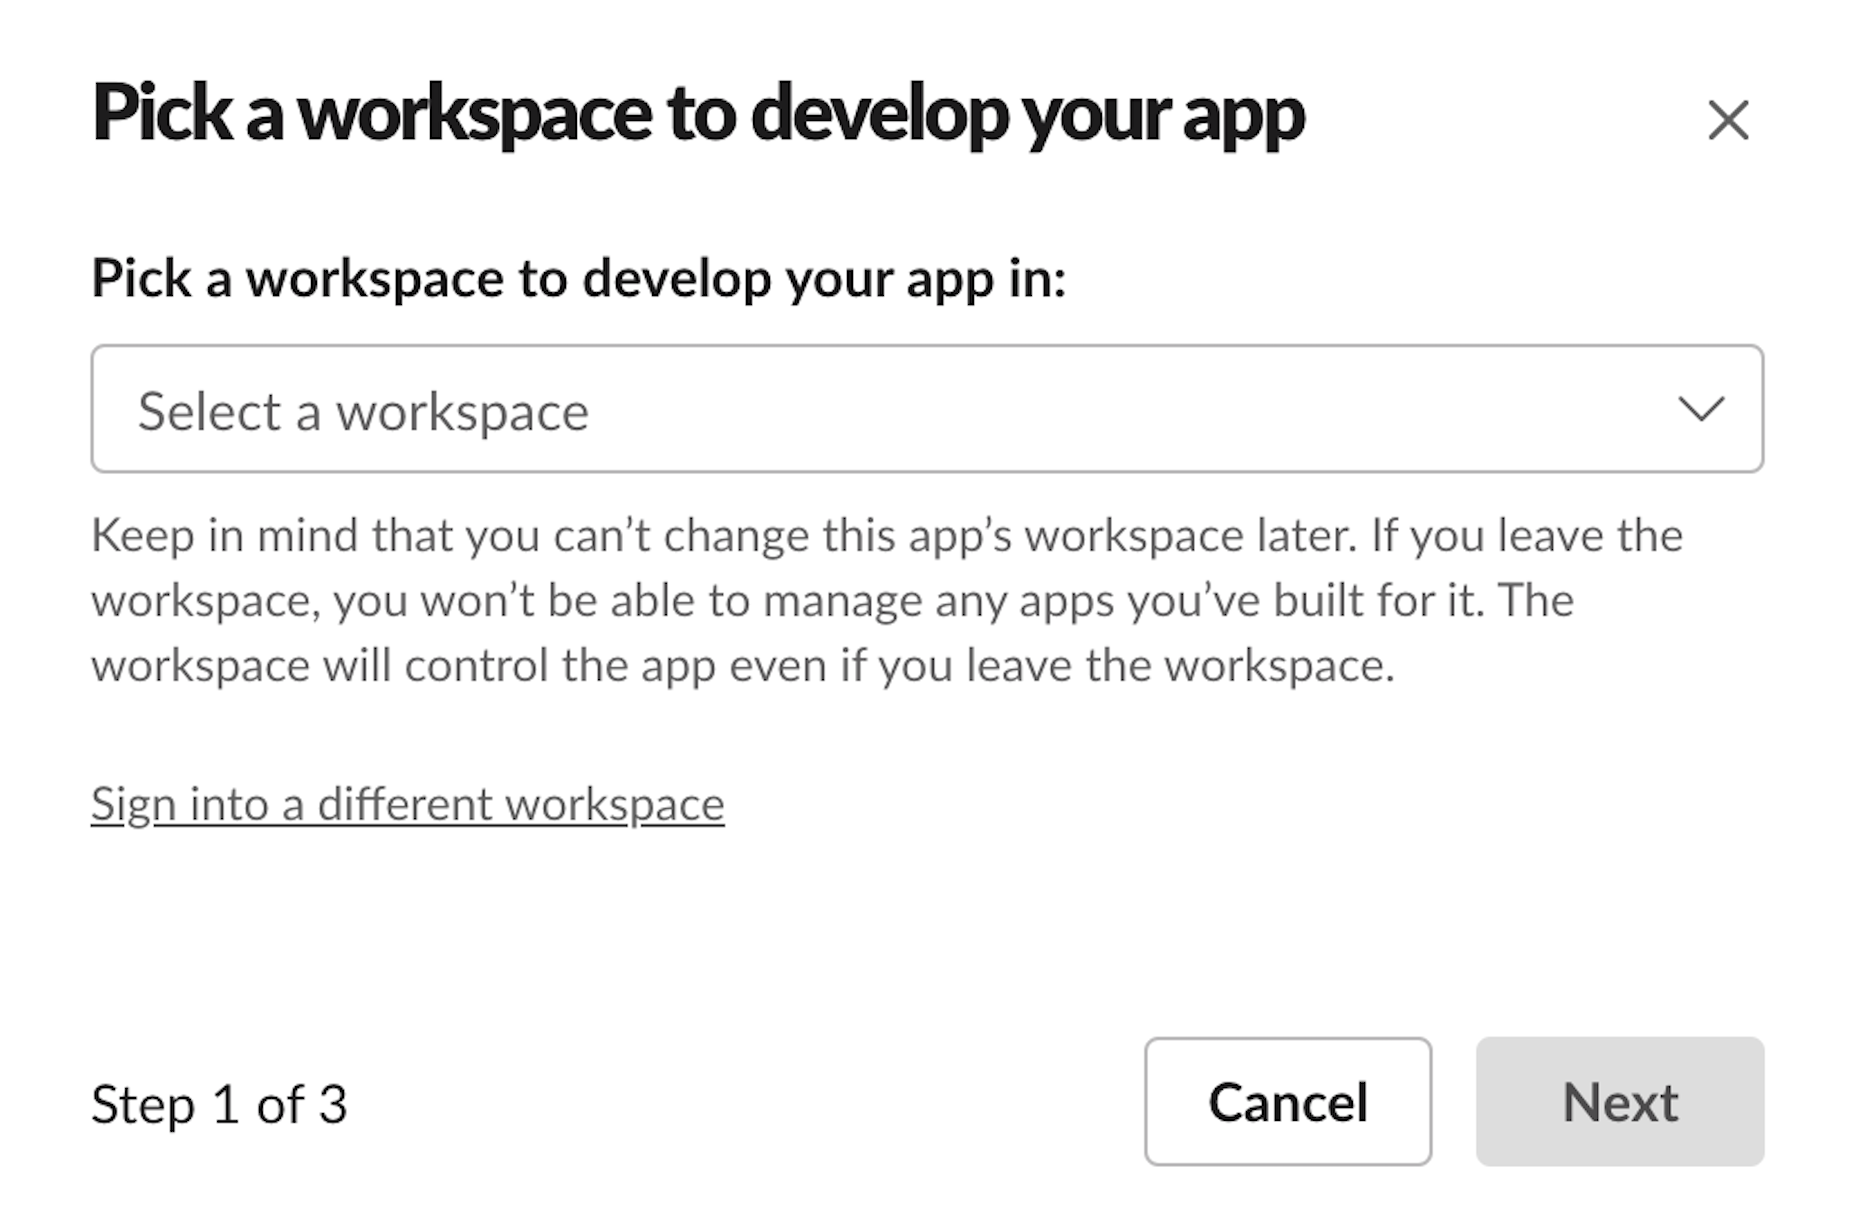 Pick a workspace to develop your app
Pick a workspace to develop your app in:
Select a workspace
Keep in mind that you can’t change this app’s workspace later. If you leave the
workspace, you won’t be able to manage any apps you’ve built for it. The
workspace will control the app even if you leave the workspace.
Sign into a different workspace
Step 1 of 3
Cancel
Next